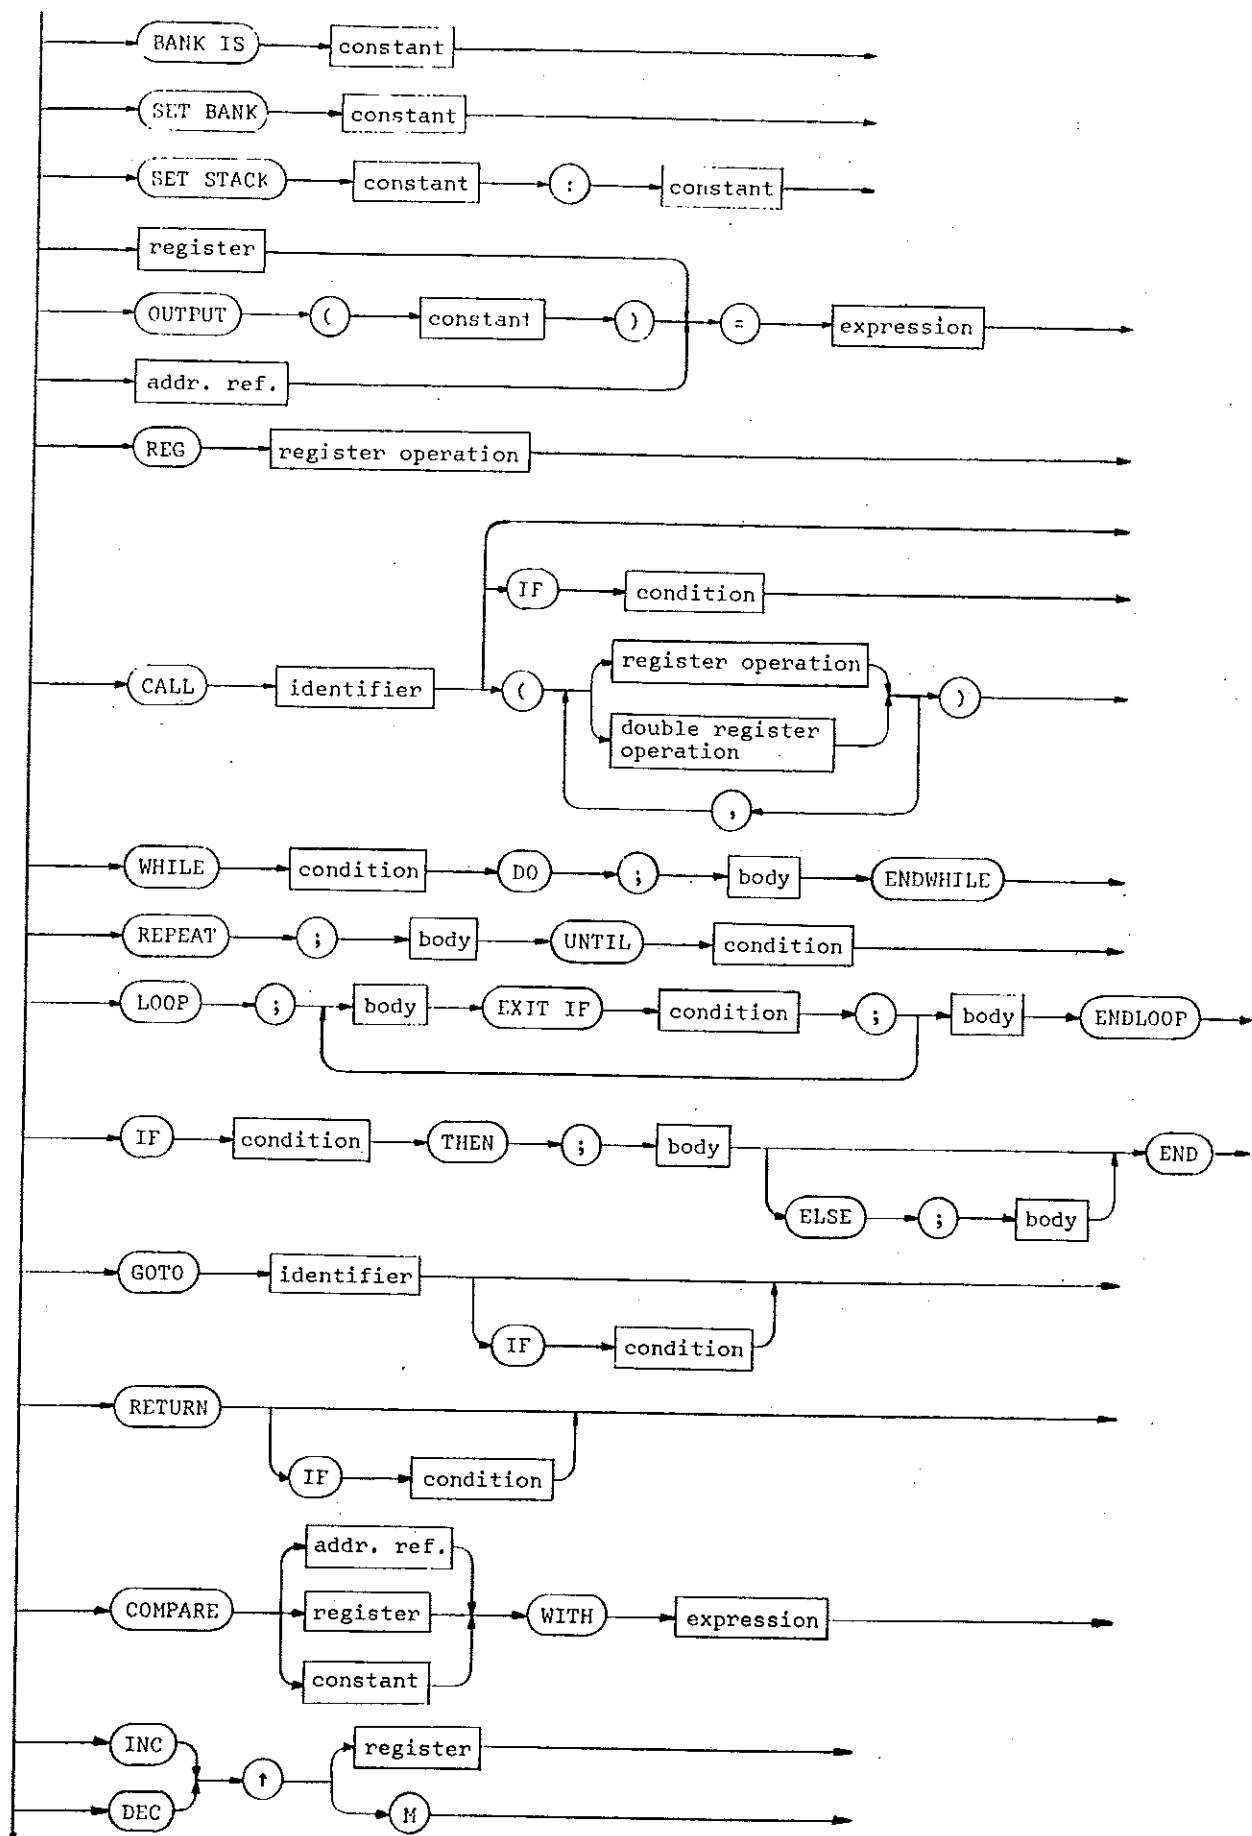 BANK IS constant
SET BANK constant
SET STACK constant : constant
register
OUTPUT ( constant ) = expression
addr. ref.
REG register operation
IF condition
CALL identifier ( register operation )
double register
operation
,
WHILE condition DO ; body ENDWHILE
REPEAT ; body UNTIL condition
LOOP ; body EXIT IF condition ; body ENDLOOP
IF condition THEN ; body END
ELSE ; body
GOTO identifier
IF condition
RETURN
IF condition
addr. ref.
COMPARE register WITH expression
constant
INC register
↑
DEC M